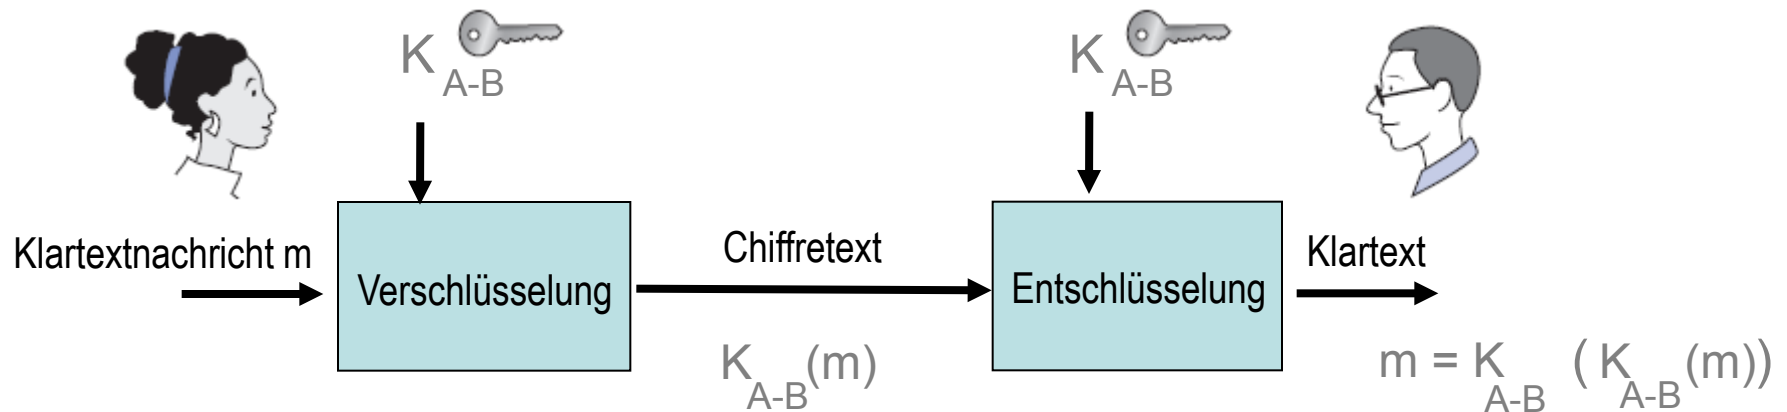 K A-B
K A-B
Klartextnachricht m
Verschlüsselung
Chiffretext
Entschlüsselung
Klartext
K A-B (m)
m = K A-B ( K A-B (m))